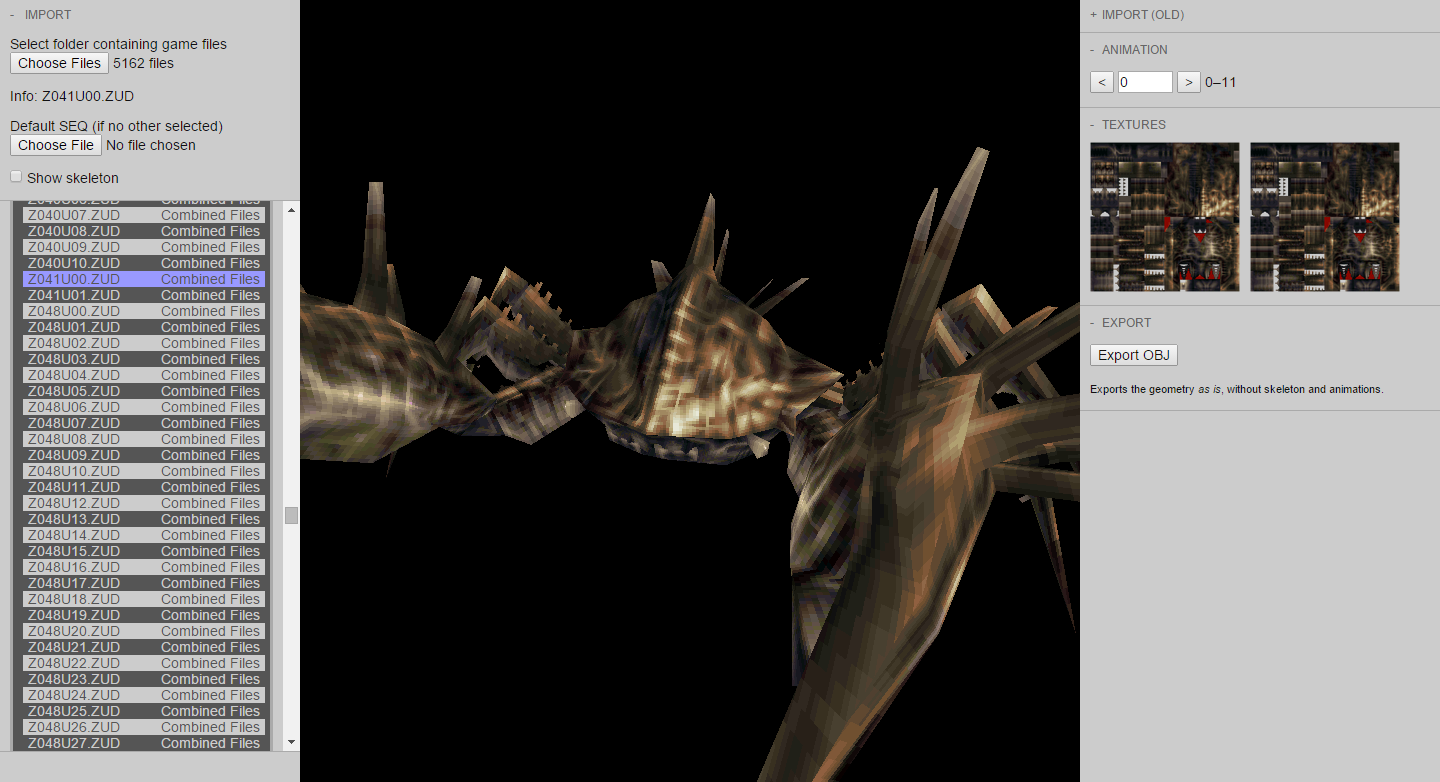 - IMPORT
Select folder containing game files
Choose Files 5162 files
Info: Z041U00.ZUD
Default SEQ (if no other selected)
Choose File No file chosen
Show skeleton
Z040U07.ZUD Combined Files
Z040U08.ZUD Combined Files
Z040U09.ZUD Combined Files
Z040U10.ZUD Combined Files
Z041U00.ZUD Combined Files
Z041U01.ZUD Combined Files
Z048U00.ZUD Combined Files
Z048U01.ZUD Combined Files
Z048U02.ZUD Combined Files
Z048U03.ZUD Combined Files
Z048U04.ZUD Combined Files
Z048U05.ZUD Combined Files
Z048U06.ZUD Combined Files
Z048U07.ZUD Combined Files
Z048U08.ZUD Combined Files
Z048U09.ZUD Combined Files
Z048U10.ZUD Combined Files
Z048U11.ZUD Combined Files
Z048U12.ZUD Combined Files
Z048U13.ZUD Combined Files
Z048U14.ZUD Combined Files
Z048U15.ZUD Combined Files
Z048U16.ZUD Combined Files
Z048U17.ZUD Combined Files
Z048U18.ZUD Combined Files
Z048U19.ZUD Combined Files
Z048U20.ZUD Combined Files
Z048U21.ZUD Combined Files
Z048U22.ZUD Combined Files
Z048U23.ZUD Combined Files
Z048U24.ZUD Combined Files
Z048U25.ZUD Combined Files
Z048U26.ZUD Combined Files
Z048U27.ZUD Combined Files
+ IMPORT (OLD)
- ANIMATION
< 0 > 0–11
- TEXTURES
- EXPORT
Export OBJ
Exports the geometry as is, without skeleton and animations.